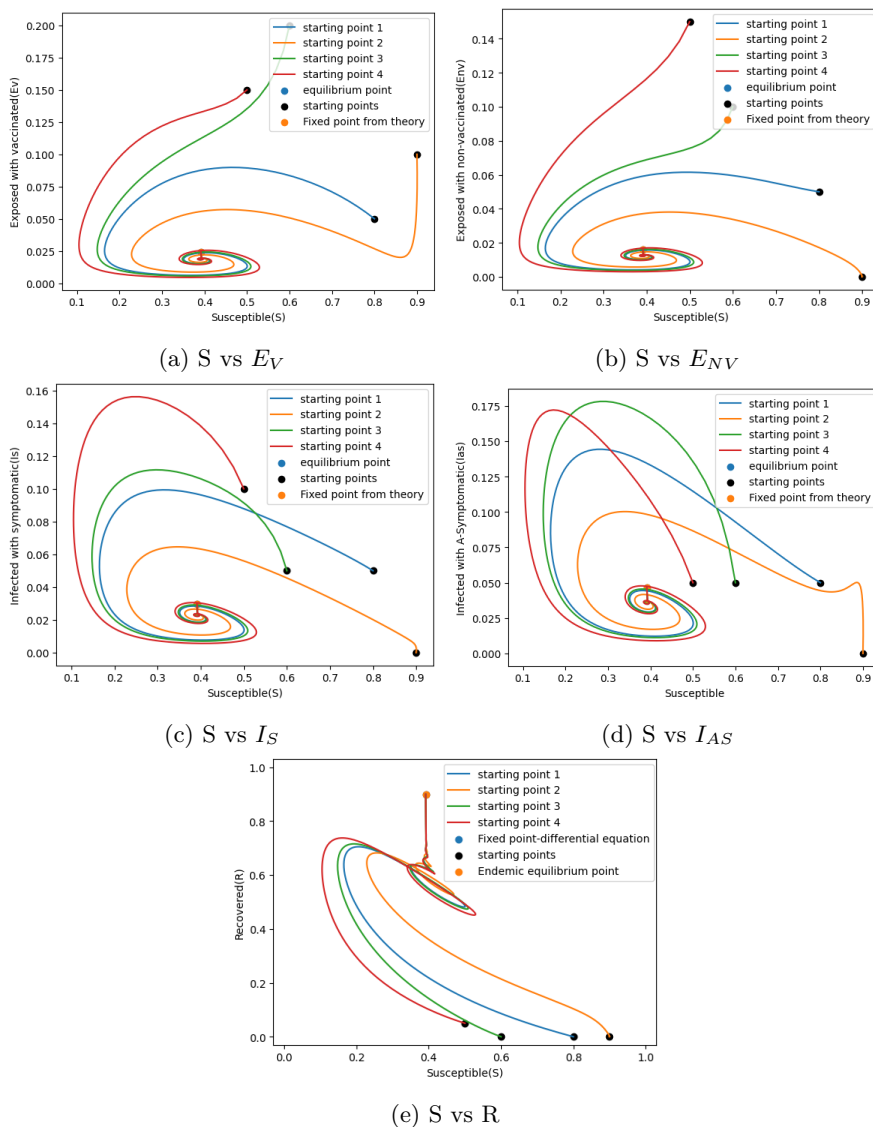 0.200
0.175
0.150
0.125
0.100
0.075
0.050
0.025
0.000
Exposed with vaccinated(Ev)
starting point 1
starting point 2
starting point 3
starting point 4
equilibrium point
starting points
Fixed point from theory
0.1 0.2 0.3 0.4 0.5 0.6 0.7 0.8 0.9
Susceptible(S)
(a) S vs E_V
0.14
0.12
0.10
0.08
0.06
0.04
0.02
0.00
Exposed with non-vaccinated(Env)
starting point 1
starting point 2
starting point 3
starting point 4
equilibrium point
starting points
Fixed point from theory
0.1 0.2 0.3 0.4 0.5 0.6 0.7 0.8 0.9
Susceptible(S)
(b) S vs E_{NV}
0.16
0.14
0.12
0.10
0.08
0.06
0.04
0.02
0.00
Infected with symptomatic(Is)
starting point 1
starting point 2
starting point 3
starting point 4
equilibrium point
starting points
Fixed point from theory
0.1 0.2 0.3 0.4 0.5 0.6 0.7 0.8 0.9
Susceptible(S)
(c) S vs I_S
0.175
0.150
0.125
0.100
0.075
0.050
0.025
0.000
Infected with A-Symptomatic(Ias)
starting point 1
starting point 2
starting point 3
starting point 4
equilibrium point
starting points
Fixed point from theory
0.1 0.2 0.3 0.4 0.5 0.6 0.7 0.8 0.9
Susceptible
(d) S vs I_{AS}
1.0
0.8
0.6
0.4
0.2
0.0
Recovered(R)
starting point 1
starting point 2
starting point 3
starting point 4
Fixed point-differential equation
starting points
Endemic equilibrium point
0.0 0.2 0.4 0.6 0.8 1.0
Susceptible(S)
(e) S vs R